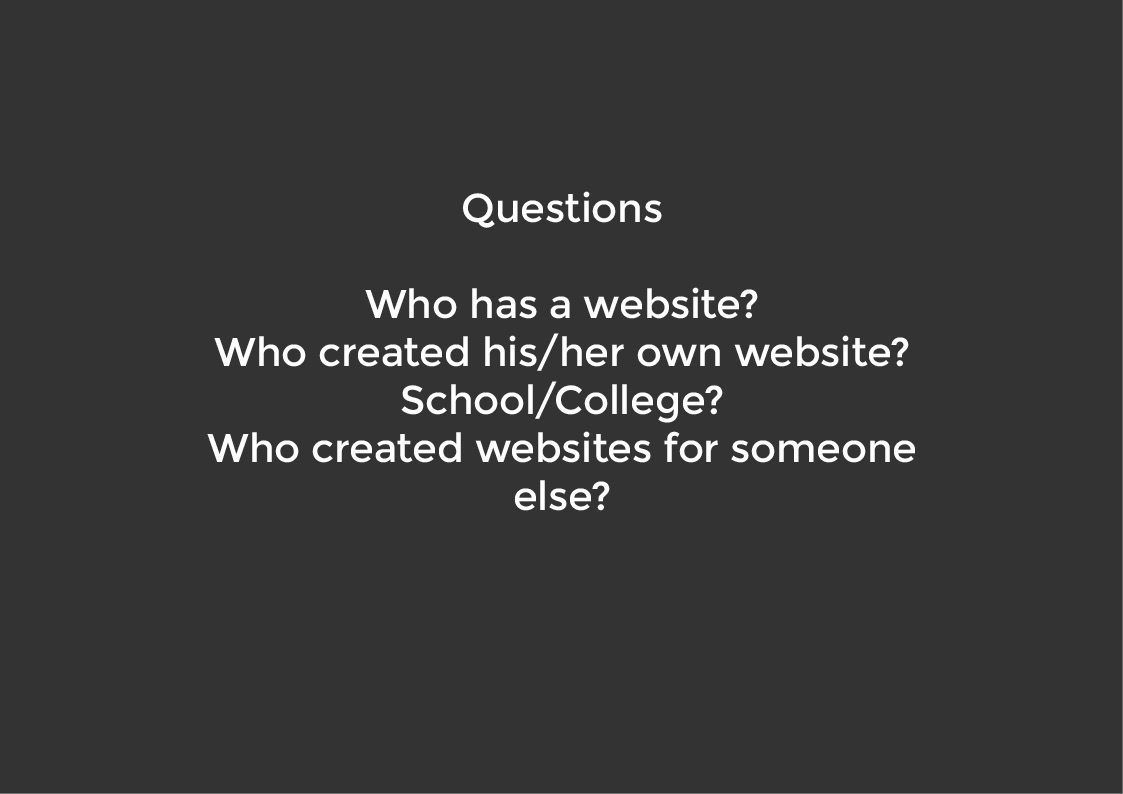 Questions
Who has a website?
Who created his/her own website?
School/College?
Who created websites for someone
else?